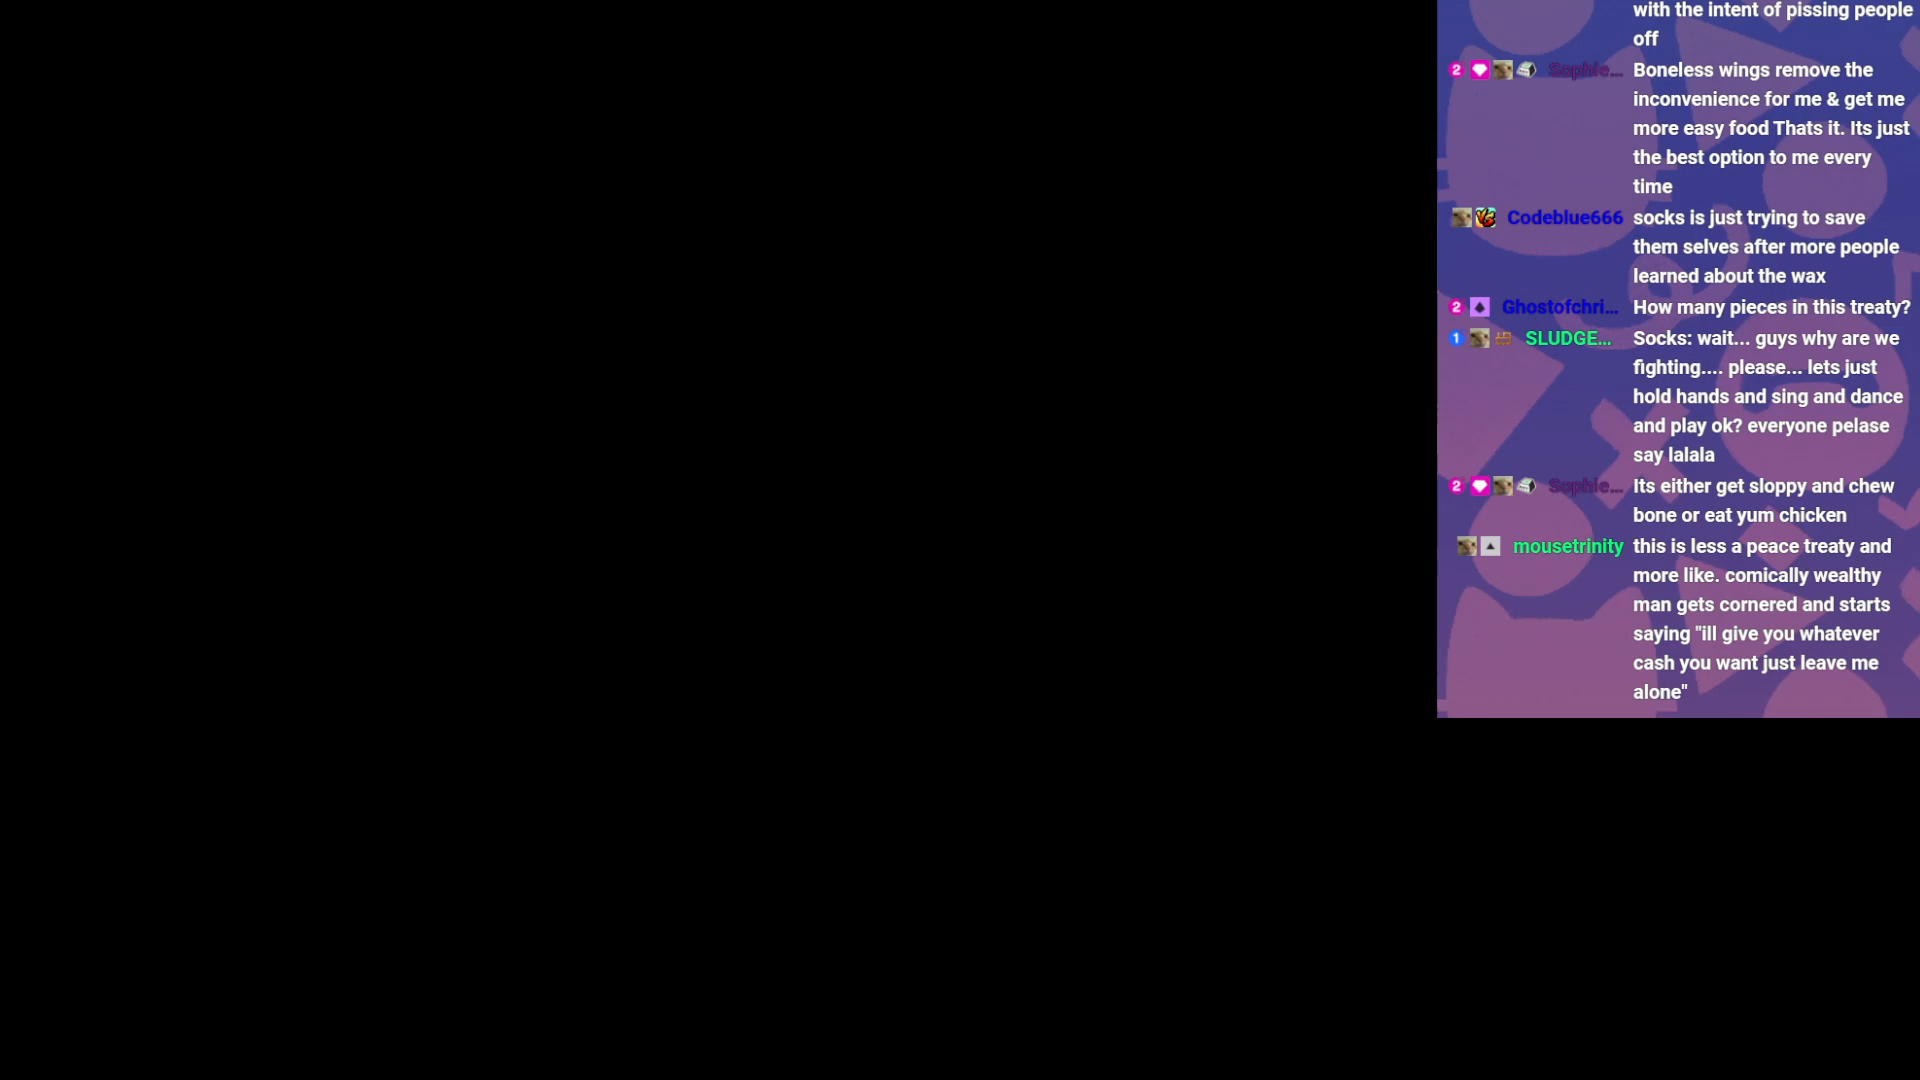 with the intent of pissing people
off
2 Sophie... Boneless wings remove the
inconvenience for me & get me
more easy food Thats it. Its just
the best option to me every
time
Codeblue666 socks is just trying to save
them selves after more people
learned about the wax
2 Ghostofchri... How many pieces in this treaty?
1 SLUDGE... Socks: wait... guys why are we
fighting.... please... lets just
hold hands and sing and dance
and play ok? everyone pelase
say lalala
2 Sophie... Its either get sloppy and chew
bone or eat yum chicken
mousetrinity this is less a peace treaty and
more like. comically wealthy
man gets cornered and starts
saying "ill give you whatever
cash you want just leave me
alone"